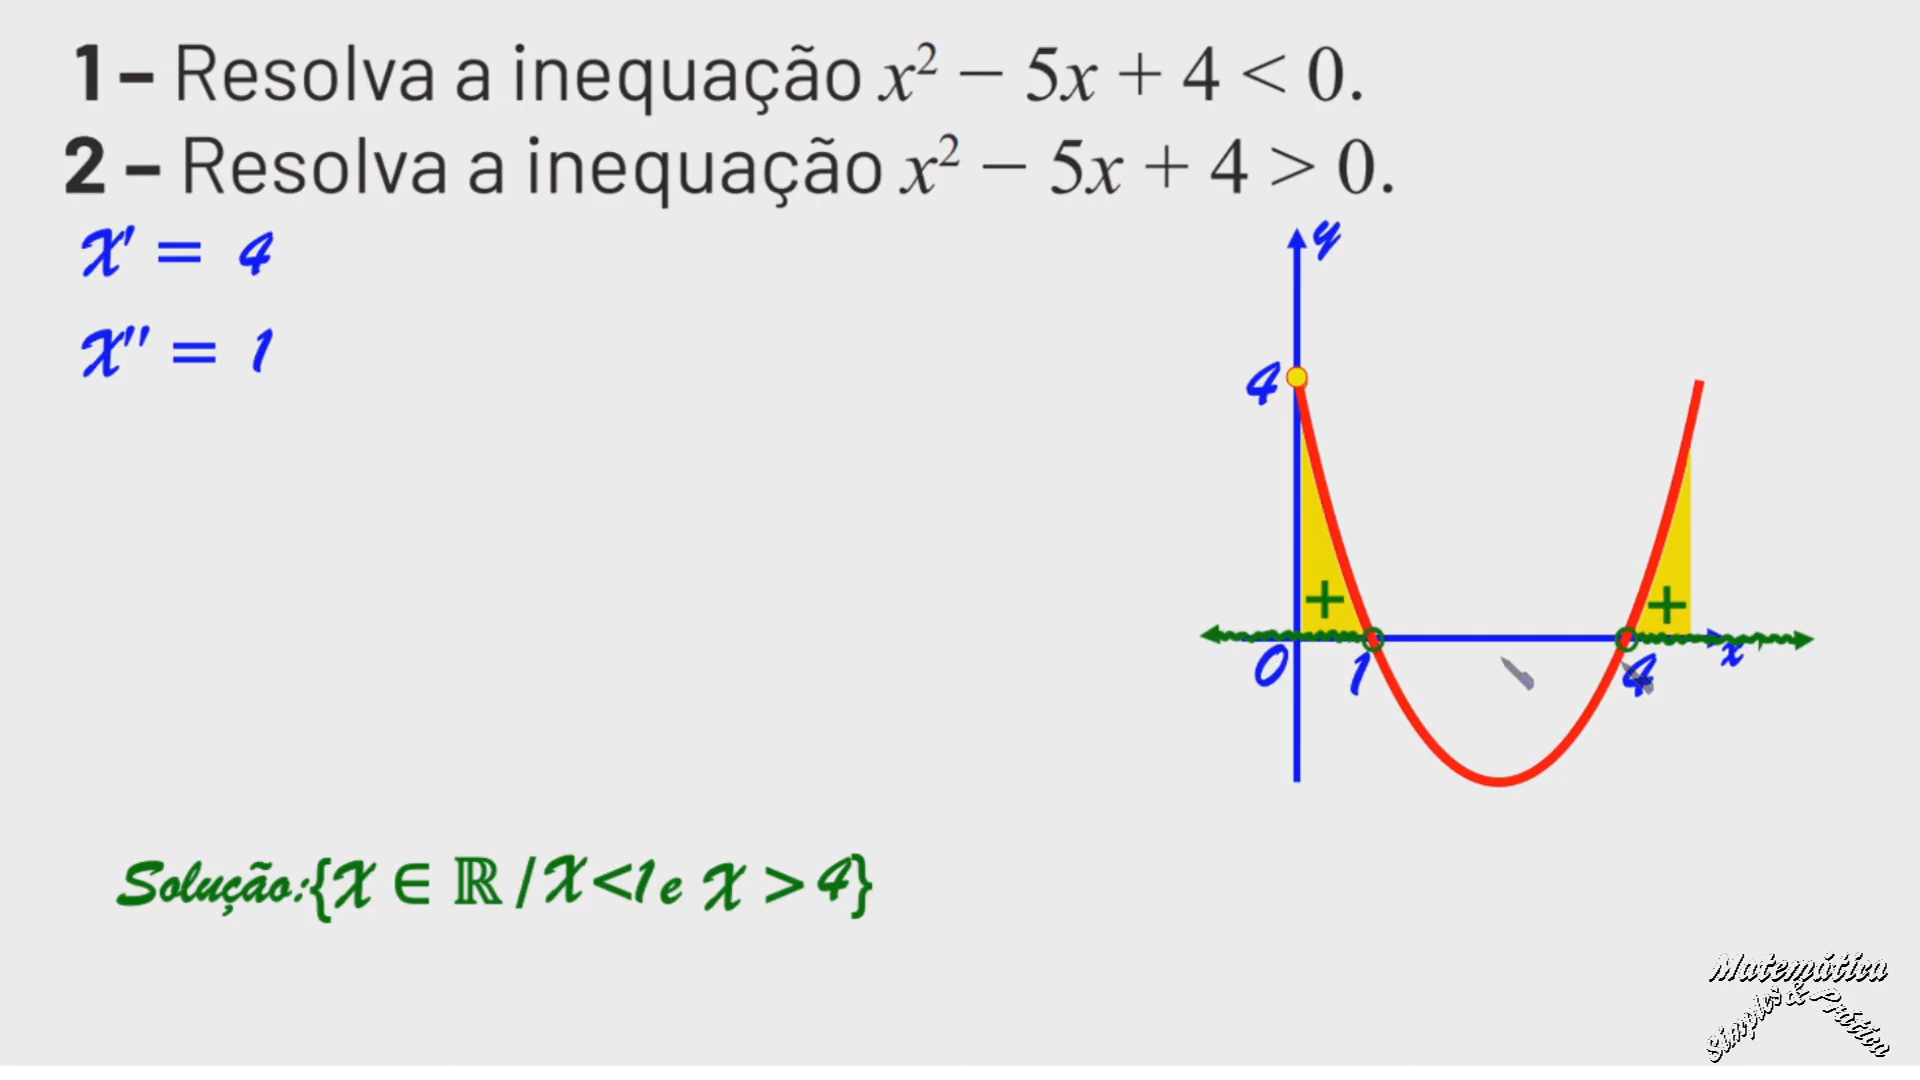 1 – Resolva a inequação x² − 5x + 4 < 0.
2 – Resolva a inequação x² − 5x + 4 > 0.
X' = 4
X'' = 1
y
4
+
+
0
1
4
x
Solução:{X ∈ ℝ / X <1 e X > 4}
Matemática
Simples & Prática